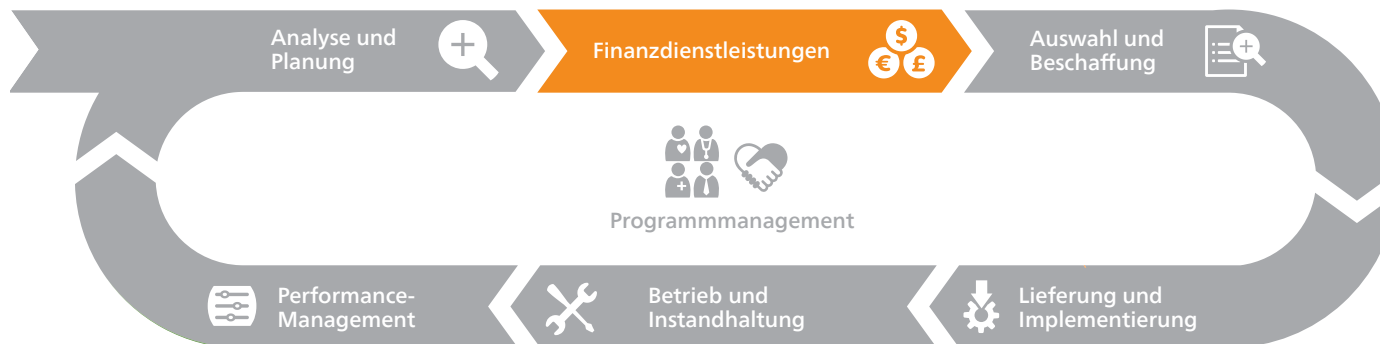 Analyse und
Planung
Finanzdienstleistungen
$
€ £
Auswahl und
Beschaffung
Programmmanagement
Performance-
Management
Betrieb und
Instandhaltung
Lieferung und
Implementierung